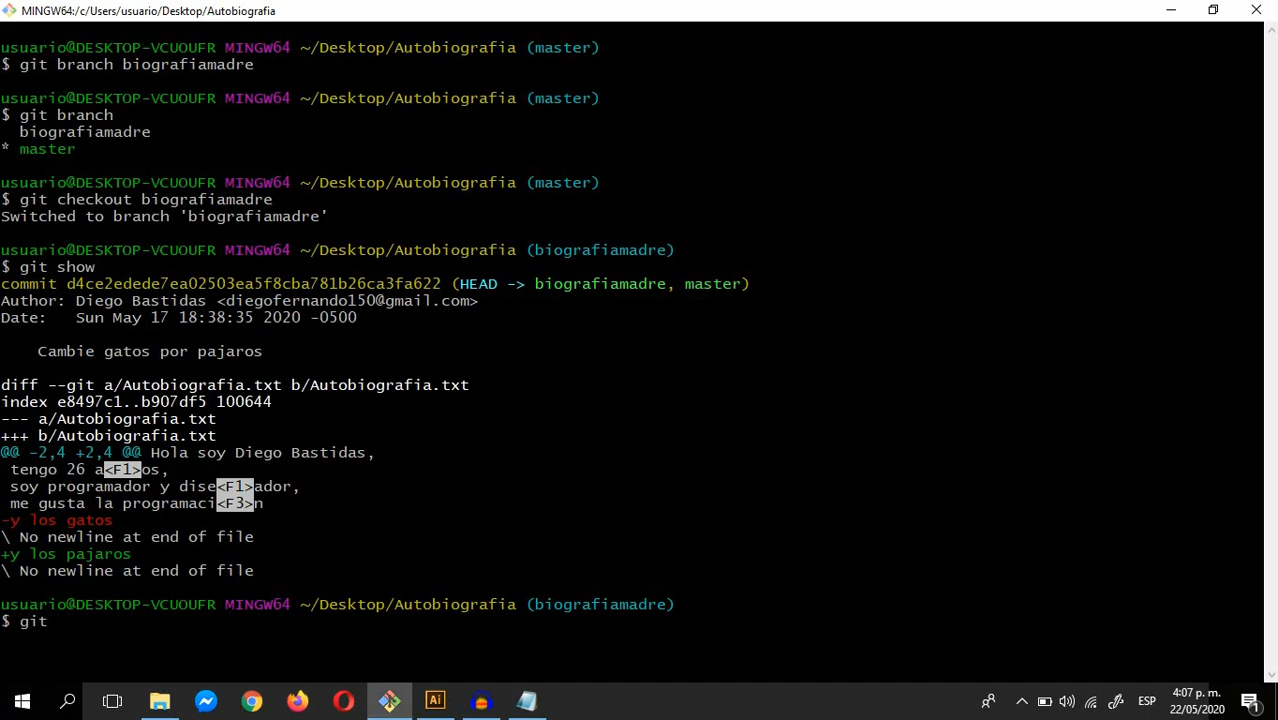 MINGW64:/c/Users/usuario/Desktop/Autobiografia
usuario@DESKTOP-VCUOUFR MINGW64 ~/Desktop/Autobiografia (master)
$ git branch biografiamadre
usuario@DESKTOP-VCUOUFR MINGW64 ~/Desktop/Autobiografia (master)
$ git branch
biografiamadre
* master
usuario@DESKTOP-VCUOUFR MINGW64 ~/Desktop/Autobiografia (master)
$ git checkout biografiamadre
Switched to branch 'biografiamadre'
usuario@DESKTOP-VCUOUFR MINGW64 ~/Desktop/Autobiografia (biografiamadre)
$ git show
commit d4ce2edede7ea02503ea5f8cba781b26ca3fa622 (HEAD -> biografiamadre, master)
Author: Diego Bastidas <diegofernando150@gmail.com>
Date:   Sun May 17 18:38:35 2020 -0500
Cambie gatos por pajaros
diff --git a/Autobiografia.txt b/Autobiografia.txt
index e8497c1..b907df5 100644
--- a/Autobiografia.txt
+++ b/Autobiografia.txt
@@ -2,4 +2,4 @@ Hola soy Diego Bastidas,
tengo 26 a<F1>os,
soy programador y dise<F1>ador,
me gusta la programaci<F3>n
-y los gatos
\ No newline at end of file
+y los pajaros
\ No newline at end of file
usuario@DESKTOP-VCUOUFR MINGW64 ~/Desktop/Autobiografia (biografiamadre)
$ git
Ai
ESP
4:07 p. m.
22/05/2020
1